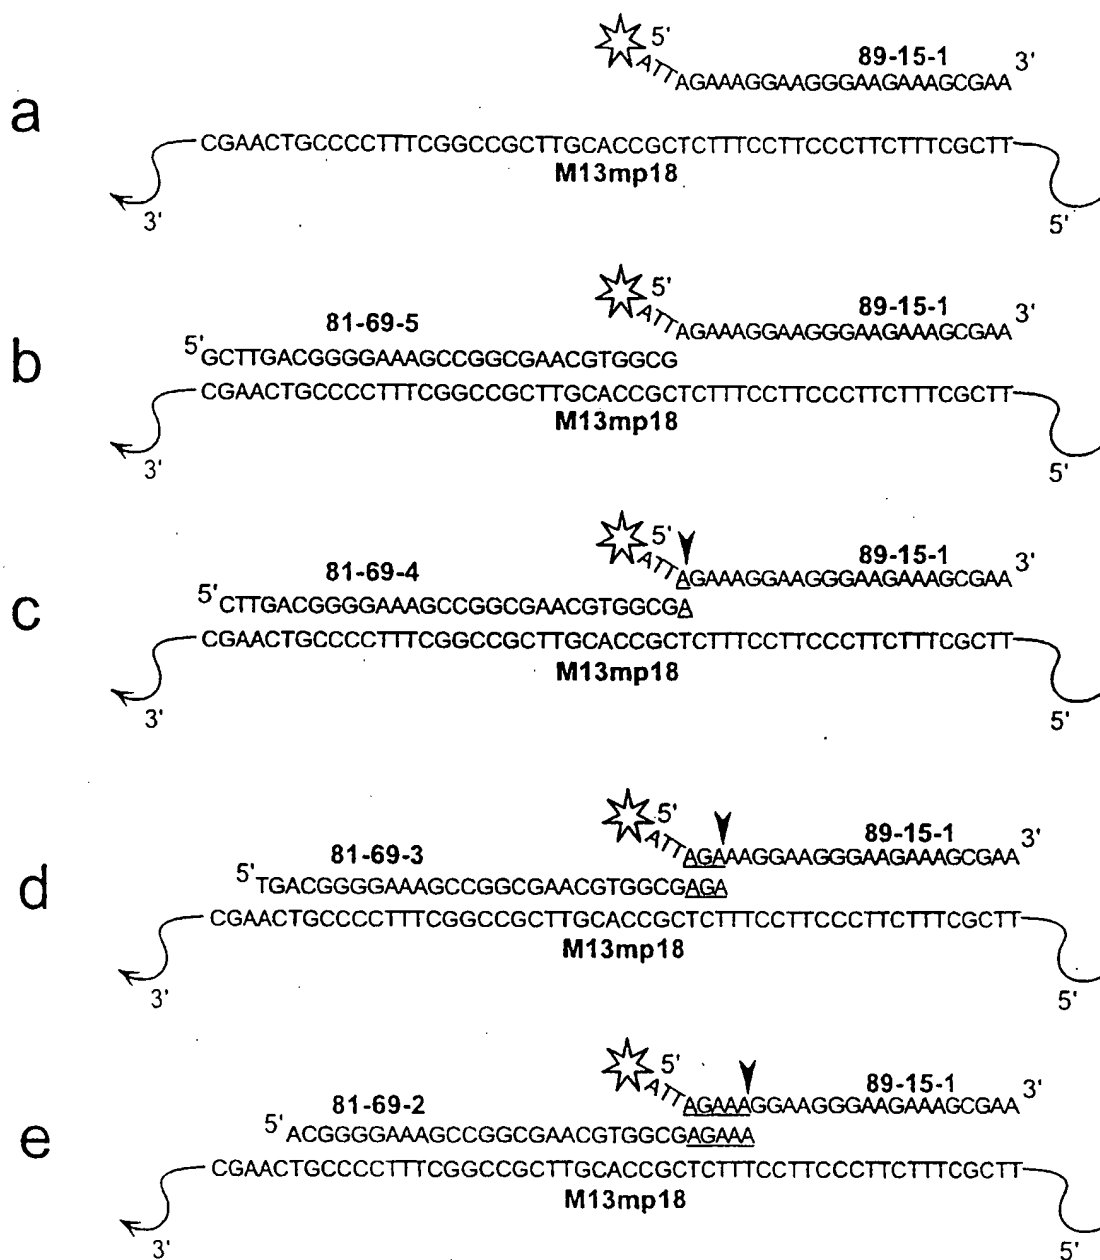 a
5'
89-15-1
3'
ATTAGAAAGGAAGGGAAGAAAGCGAA
CGAACTGCCCCTTTCGGCCGCTTGCACCGCTCTTTCCTTCCCTTCTTTCGCTT
M13mp18
3'
5'
b
81-69-5
5'
89-15-1
3'
ATTAGAAAGGAAGGGAAGAAAGCGAA
5'GCTTGACGGGGAAAGCCGGCGAACGTGGCG
CGAACTGCCCCTTTCGGCCGCTTGCACCGCTCTTTCCTTCCCTTCTTTCGCTT
M13mp18
3'
5'
c
81-69-4
5'
89-15-1
3'
ATTAGAAAGGAAGGGAAGAAAGCGAA
5'CTTGACGGGGAAAGCCGGCGAACGTGGCGA
CGAACTGCCCCTTTCGGCCGCTTGCACCGCTCTTTCCTTCCCTTCTTTCGCTT
M13mp18
3'
5'
d
81-69-3
5'
89-15-1
3'
ATTAGAAAGGAAGGGAAGAAAGCGAA
5'TGACGGGGAAAGCCGGCGAACGTGGCGAGA
CGAACTGCCCCTTTCGGCCGCTTGCACCGCTCTTTCCTTCCCTTCTTTCGCTT
M13mp18
3'
5'
e
81-69-2
5'
89-15-1
3'
ATTAGAAAGGAAGGGAAGAAAGCGAA
5'ACGGGGAAAGCCGGCGAACGTGGCGAGAAA
CGAACTGCCCCTTTCGGCCGCTTGCACCGCTCTTTCCTTCCCTTCTTTCGCTT
M13mp18
3'
5'